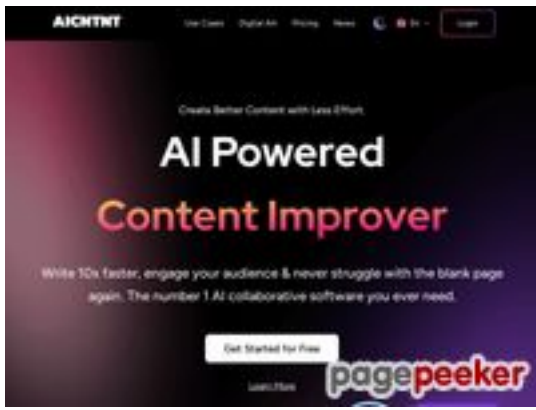 AICNTNT
Use Cases Digital Art Pricing News EN Login
Create Better Content with Less Effort.
AI Powered
Content Improver
Write 10x faster, engage your audience & never struggle with the blank page
again. The number 1 AI collaborative software you ever need.
Get Started for Free
Learn More
pagepeeker